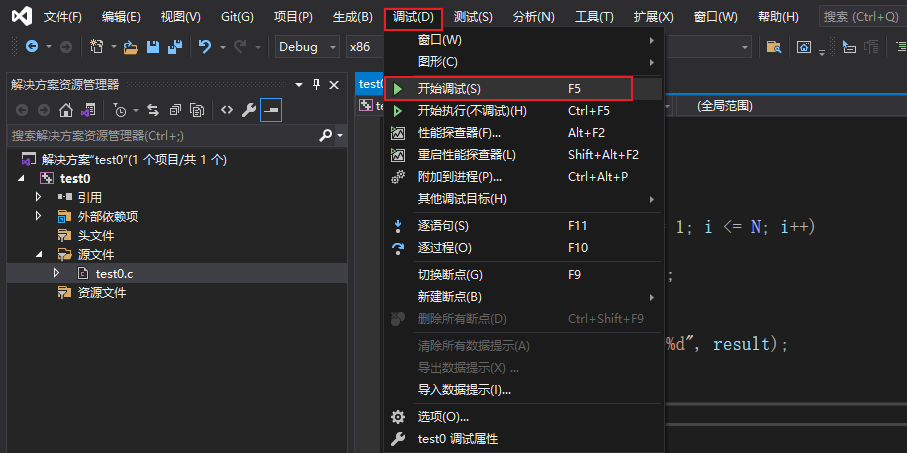 文件(F) 编辑(E) 视图(V) Git(G) 项目(P) 生成(B) 调试(D) 测试(S) 分析(N) 工具(T) 扩展(X) 窗口(W) 帮助(H) 搜索 (Ctrl+Q)
Debug x86
解决方案资源管理器
搜索解决方案资源管理器(Ctrl+;)
解决方案"test0"(1 个项目/共 1 个)
test0
引用
外部依赖项
头文件
源文件
test0.c
资源文件
窗口(W)
图形(C)
开始调试(S) F5
开始执行(不调试)(H) Ctrl+F5
性能探查器(F)... Alt+F2
重启性能探查器(L) Shift+Alt+F2
附加到进程(P)... Ctrl+Alt+P
其他调试目标(H)
逐语句(S) F11
逐过程(O) F10
切换断点(G) F9
新建断点(B)
删除所有断点(D) Ctrl+Shift+F9
清除所有数据提示(A)
导出数据提示(X) ...
导入数据提示(I)...
选项(O)...
test0 调试属性
(全局范围)
1; i <= N; i++)
;
%d", result);